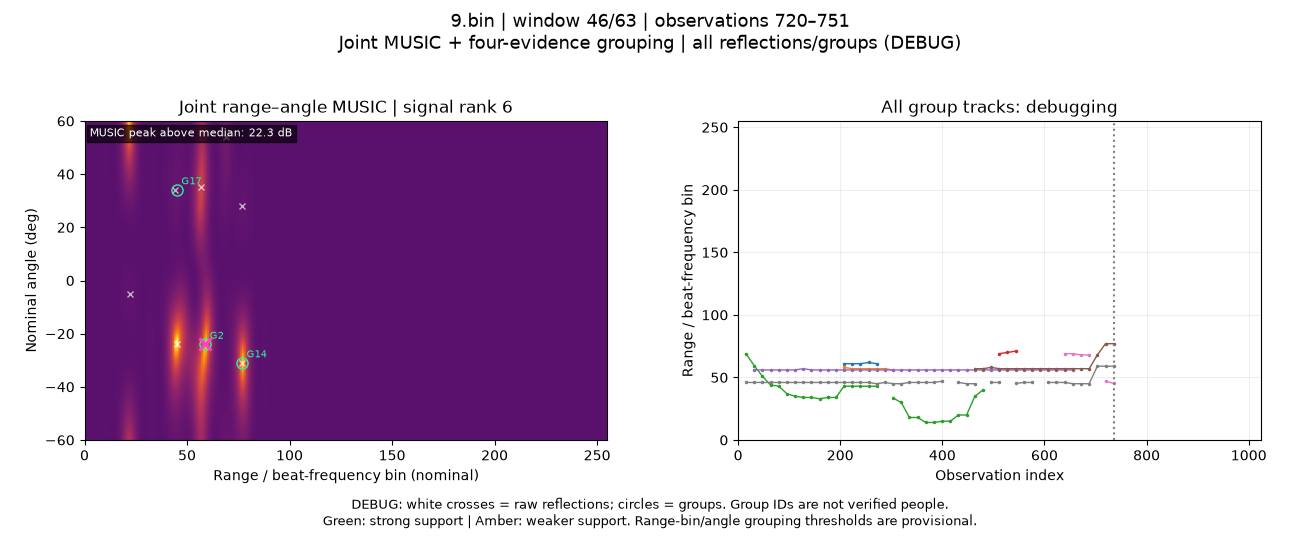 9.bin | window 46/63 | observations 720–751
Joint MUSIC + four-evidence grouping | all reflections/groups (DEBUG)
Joint range–angle MUSIC | signal rank 6
MUSIC peak above median: 22.3 dB
60
40
20
0
−20
−40
−60
Nominal angle (deg)
G17
G2
G14
0
50
100
150
200
250
Range / beat-frequency bin (nominal)
All group tracks: debugging
250
200
150
100
50
0
Range / beat-frequency bin
0
200
400
600
800
1000
Observation index
DEBUG: white crosses = raw reflections; circles = groups. Group IDs are not verified people.
Green: strong support | Amber: weaker support. Range-bin/angle grouping thresholds are provisional.